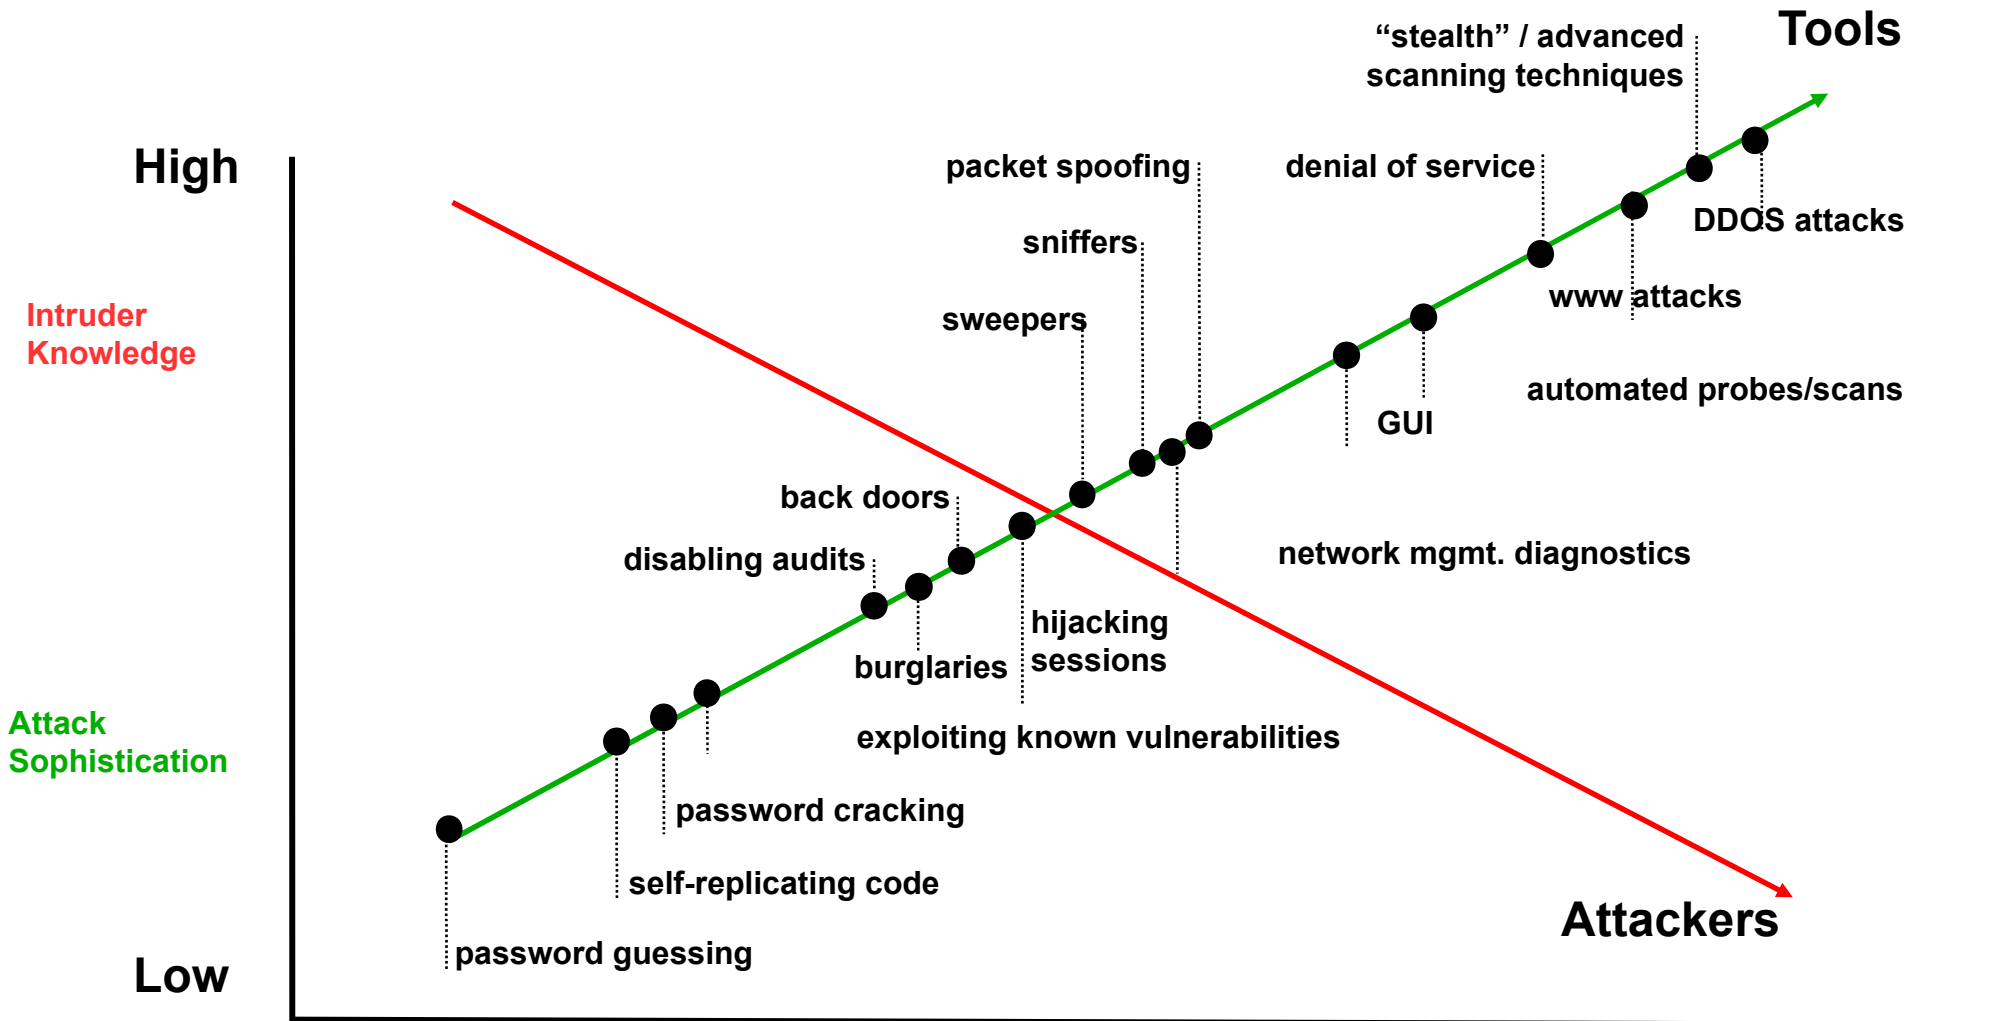 “stealth” / advanced
scanning techniques
Tools
High
packet spoofing
denial of service
DDOS attacks
sniffers
www attacks
Intruder
Knowledge
sweepers
automated probes/scans
GUI
back doors
disabling audits
network mgmt. diagnostics
hijacking
sessions
burglaries
Attack
Sophistication
exploiting known vulnerabilities
password cracking
self-replicating code
Attackers
password guessing
Low